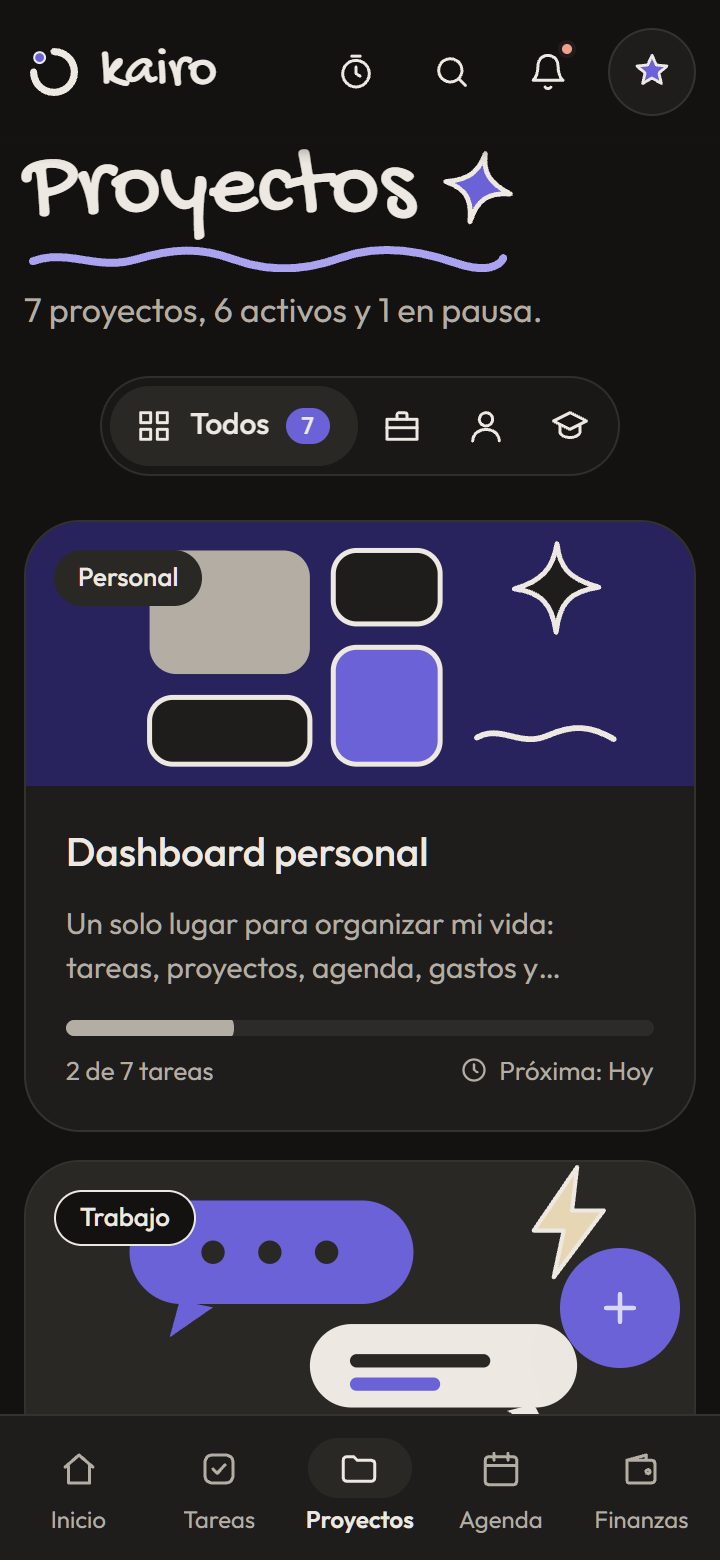 kairo
Proyectos
7 proyectos, 6 activos y 1 en pausa.
Todos 7
Personal
Dashboard personal
Un solo lugar para organizar mi vida:
tareas, proyectos, agenda, gastos y...
2 de 7 tareas
Próxima: Hoy
Trabajo
Inicio
Tareas
Proyectos
Agenda
Finanzas